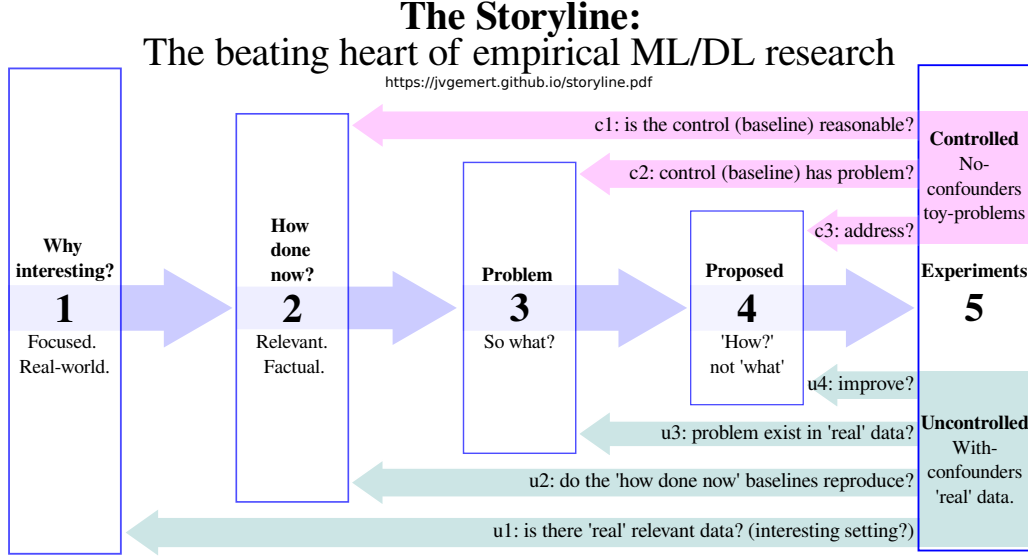 The Storyline:
The beating heart of empirical ML/DL research
https://jvgemert.github.io/storyline.pdf
Why
interesting?
1
Focused.
Real-world.
How
done
now?
2
Relevant.
Factual.
Problem
3
So what?
Proposed
4
'How?'
not 'what'
c1: is the control (baseline) reasonable?
c2: control (baseline) has problem?
c3: address?
Controlled
No-
confounders
toy-problems
Experiments
5
u4: improve?
u3: problem exist in 'real' data?
u2: do the 'how done now' baselines reproduce?
u1: is there 'real' relevant data? (interesting setting?)
Uncontrolled
With-
confounders
'real' data.